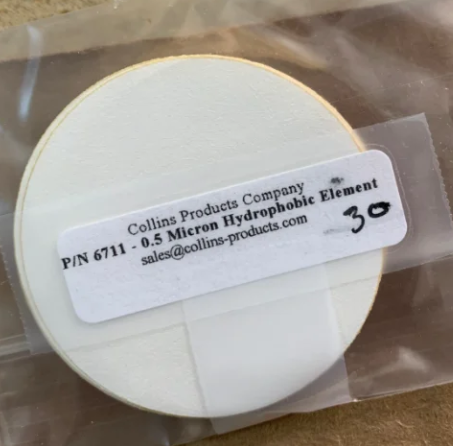 Collins Products Company
P/N 6711 - 0.5 Micron Hydrophobic Element
sales@collins-products.com
30